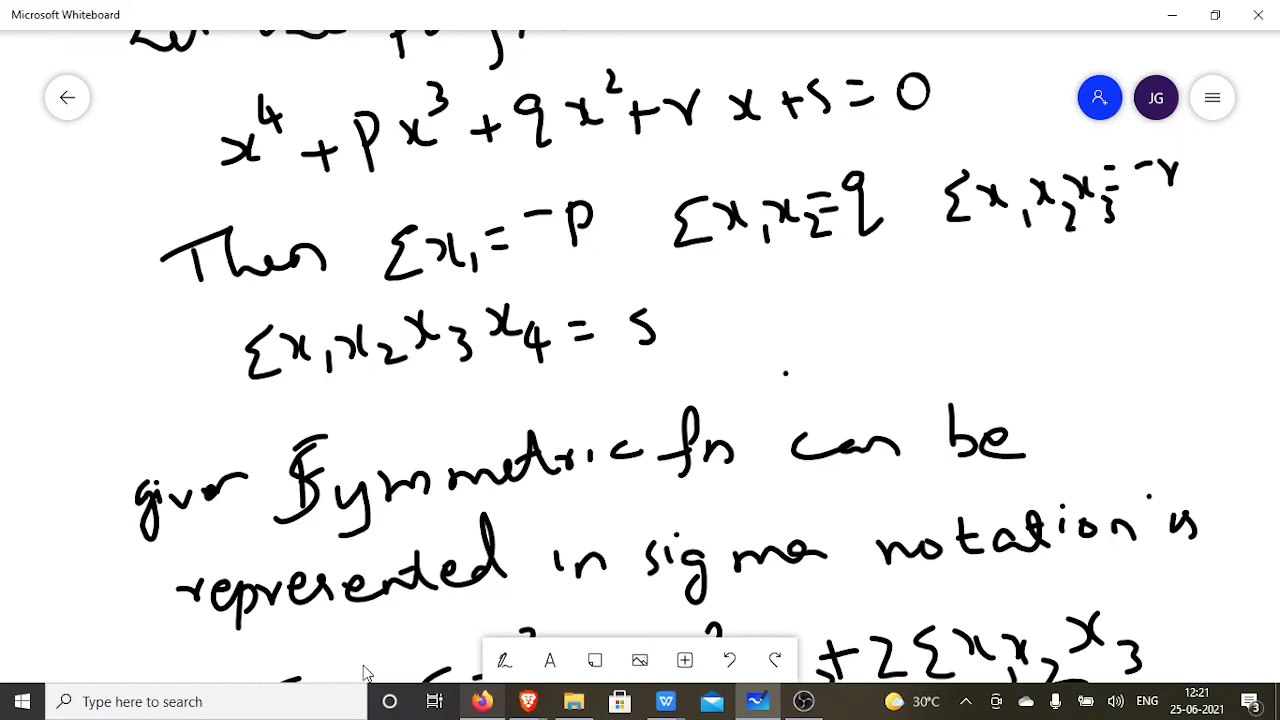 Microsoft Whiteboard
x⁴ + px³ + qx² + rx + s = 0
JG
Then Σx₁ = -p Σx₁x₂ = q Σx₁x₂x₃ = -r
Σx₁x₂x₃x₄ = s
given Symmetric fn can be
represented in sigma notation is
+ 2Σx₁x₂x₃
Type here to search
30°C
ENG
12:21
25-06-2021
3